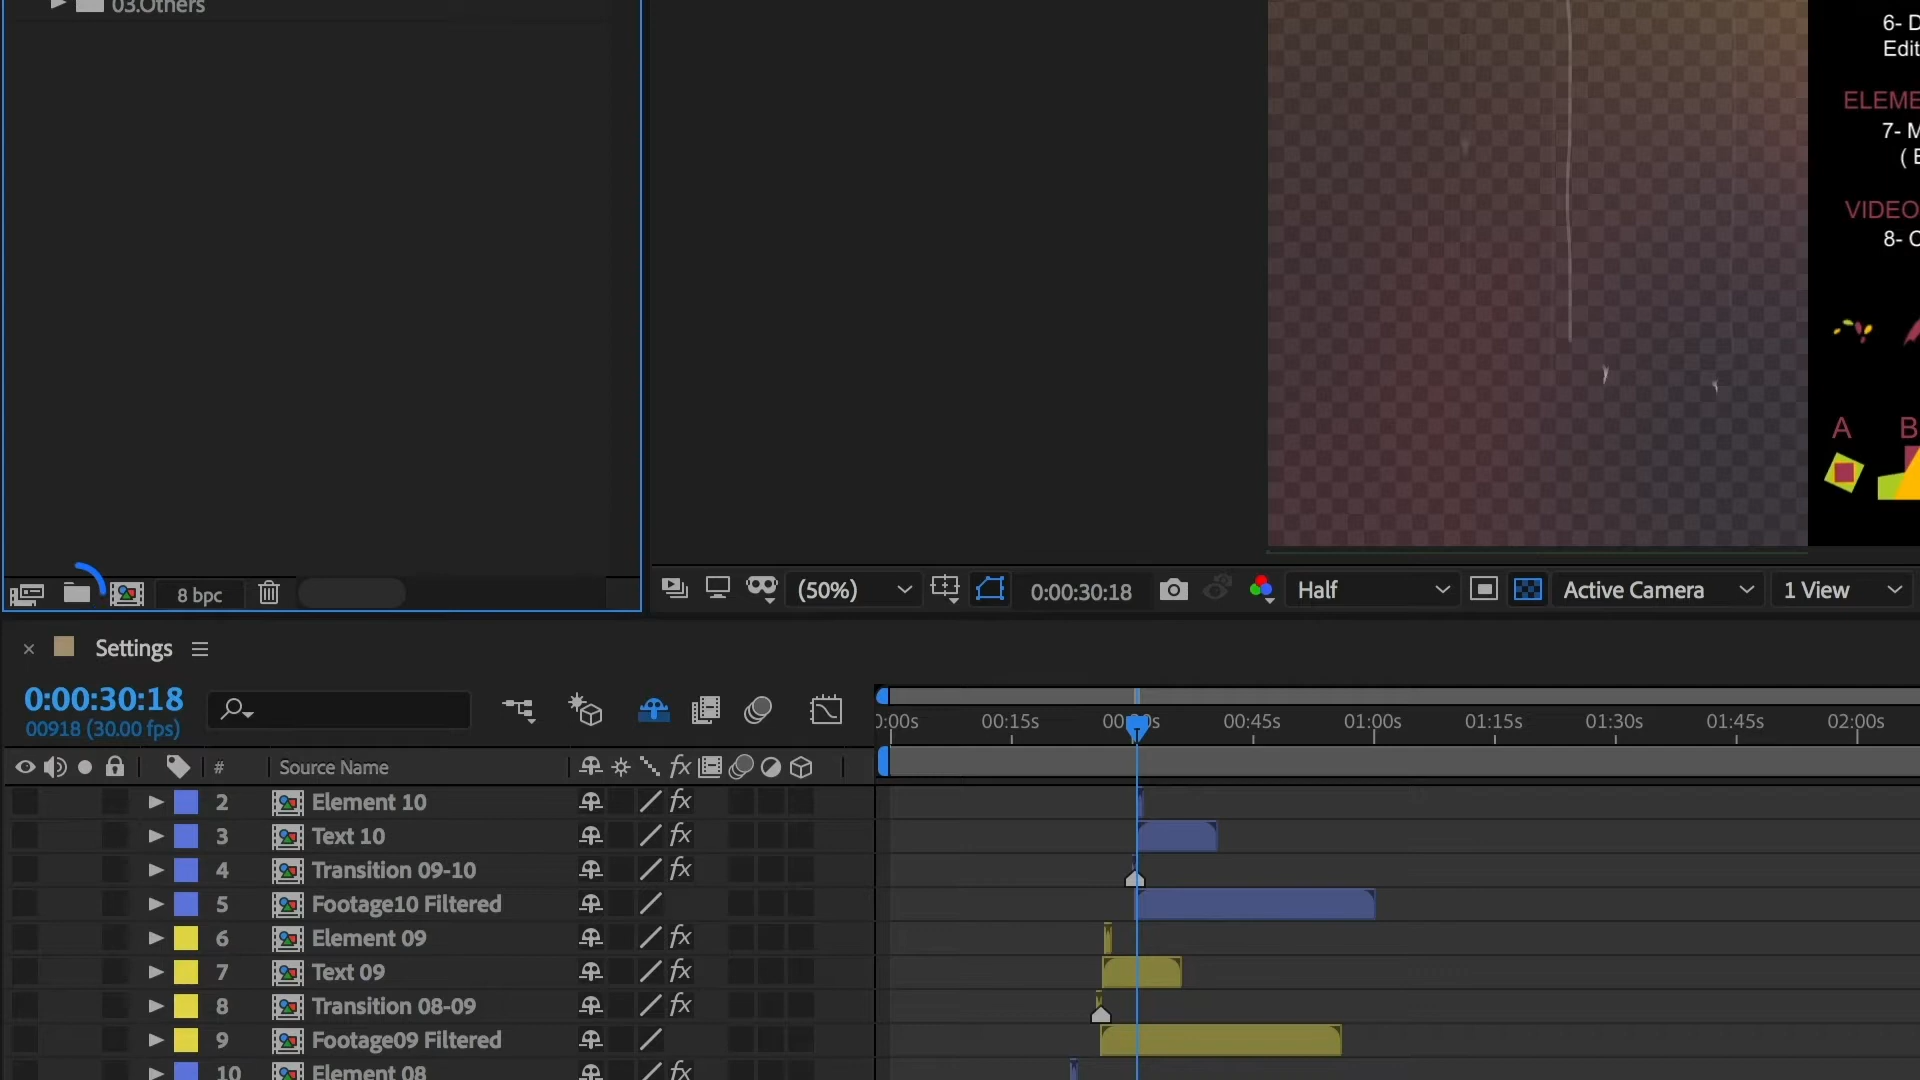 03.Others
6- D
Edit
ELEME
7- M
( E
VIDEO
8- C
A B
8 bpc
(50%)
0:00:30:18
Half
Active Camera
1 View
Settings
0:00:30:18
00918 (30.00 fps)
0:00s 00:15s 00:30s 00:45s 01:00s 01:15s 01:30s 01:45s 02:00s
# Source Name
2 Element 10
3 Text 10
4 Transition 09-10
5 Footage10 Filtered
6 Element 09
7 Text 09
8 Transition 08-09
9 Footage09 Filtered
10 Element 08